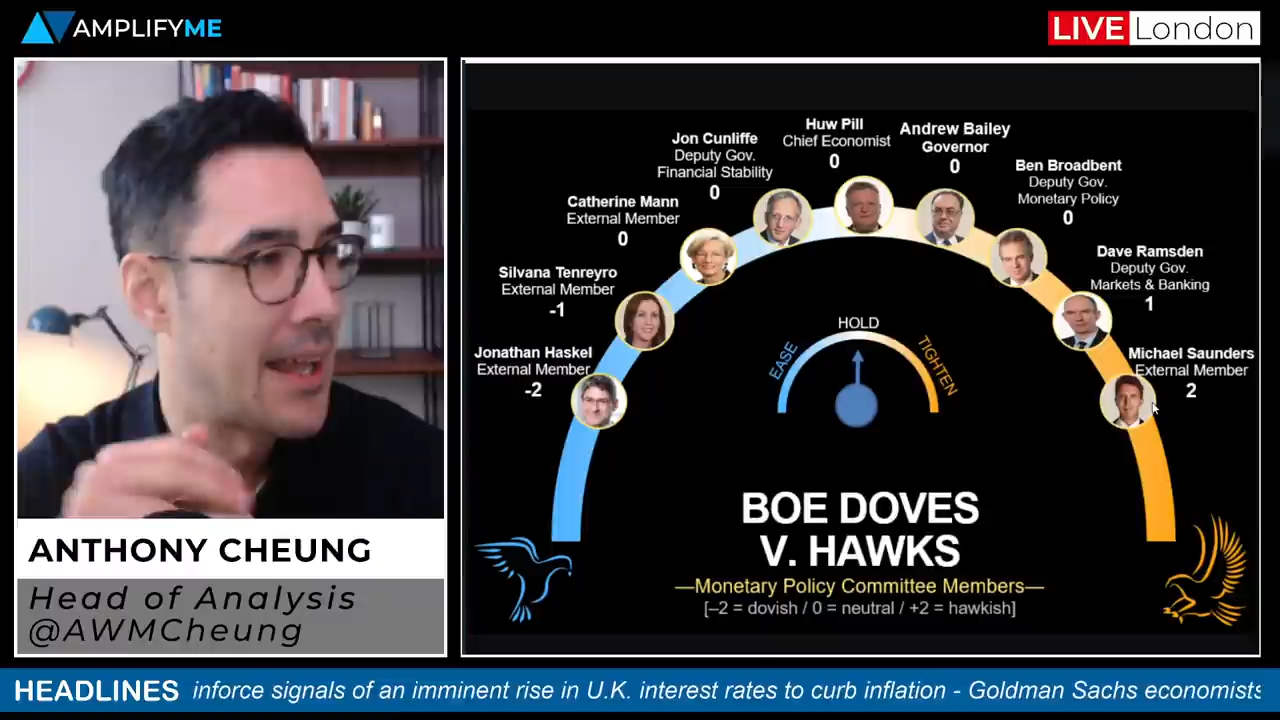 AMPLIFYME
LIVE London
Jon Cunliffe
Deputy Gov.
Financial Stability
0
Huw Pill
Chief Economist
0
Andrew Bailey
Governor
0
Ben Broadbent
Deputy Gov.
Monetary Policy
0
Catherine Mann
External Member
0
Dave Ramsden
Deputy Gov.
Markets & Banking
1
Silvana Tenreyro
External Member
-1
Jonathan Haskel
External Member
-2
Michael Saunders
External Member
2
HOLD
EASE
TIGHTEN
BOE DOVES
V. HAWKS
—Monetary Policy Committee Members—
[–2 = dovish / 0 = neutral / +2 = hawkish]
ANTHONY CHEUNG
Head of Analysis
@AWMCheung
HEADLINES inforce signals of an imminent rise in U.K. interest rates to curb inflation - Goldman Sachs economists